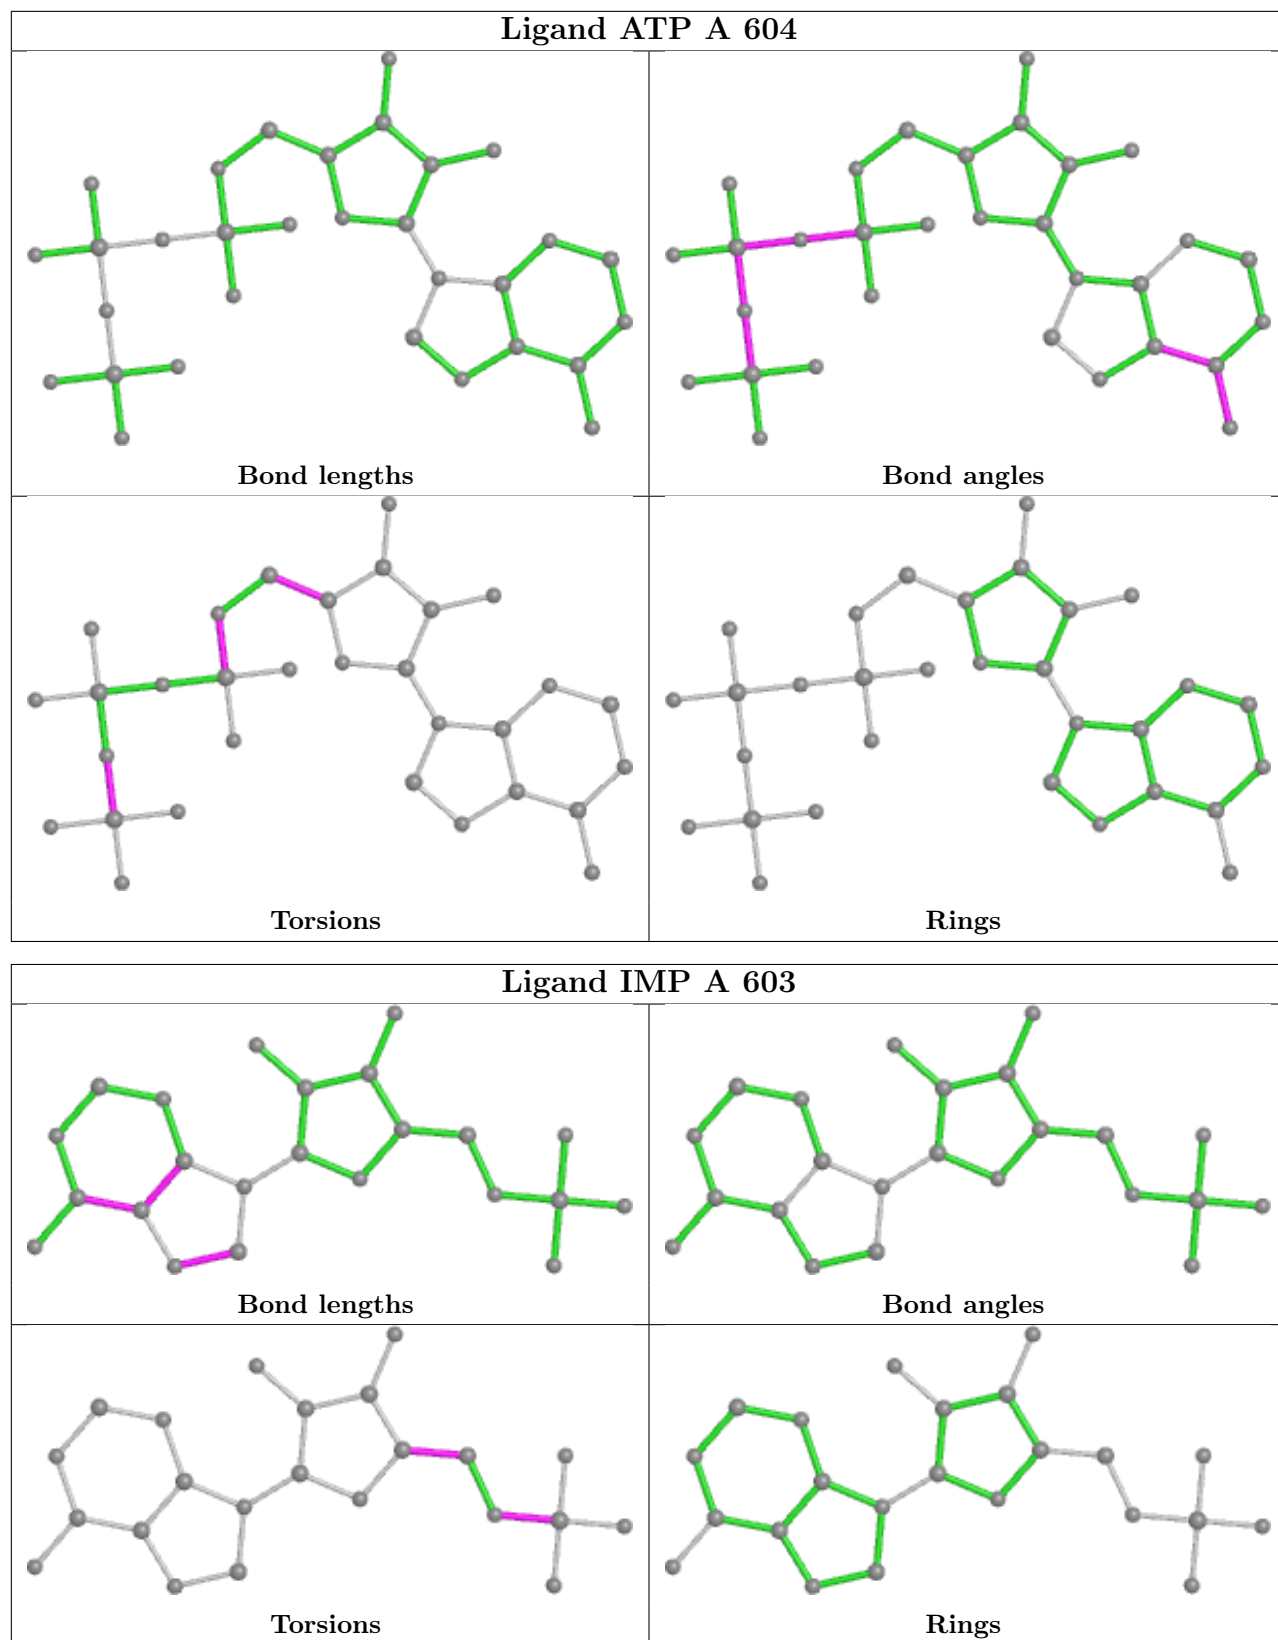 Ligand ATP A 604
Bond lengths
Bond angles
Torsions
Rings
Ligand IMP A 603
Bond lengths
Bond angles
Torsions
Rings